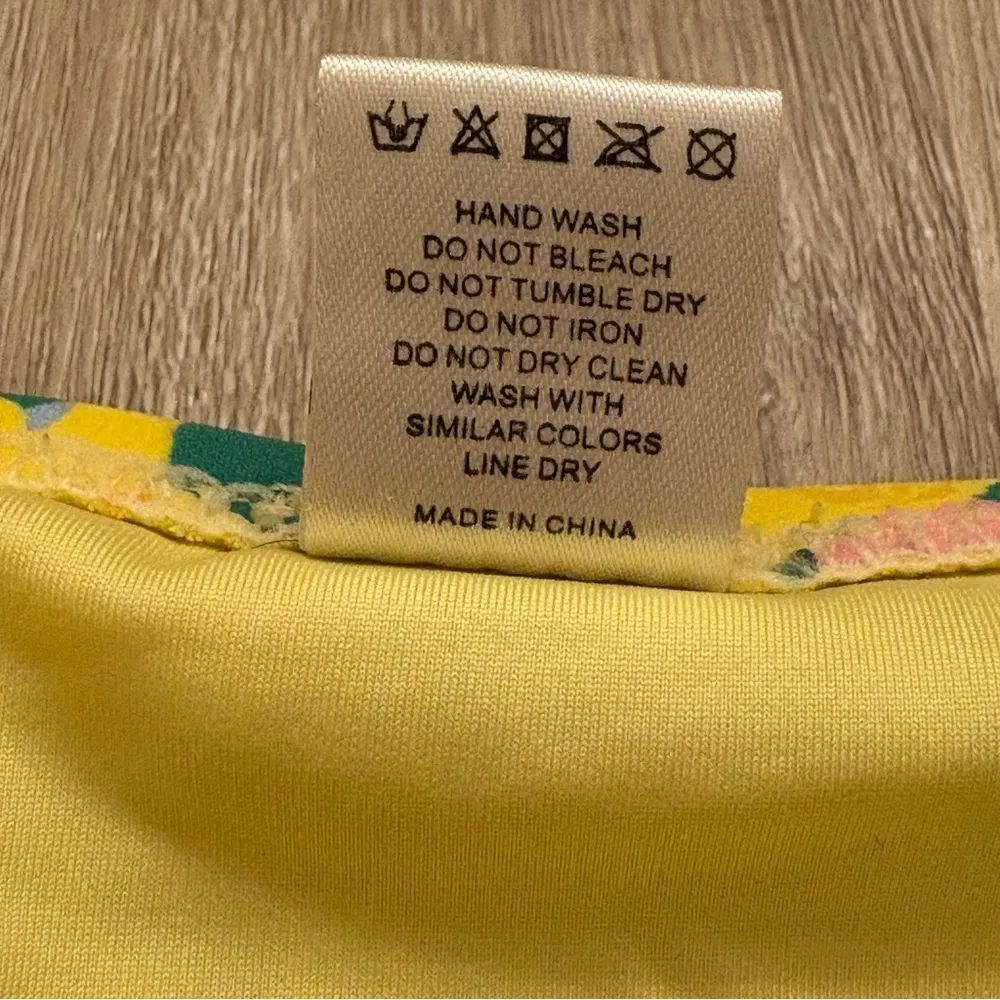 HAND WASH
DO NOT BLEACH
DO NOT TUMBLE DRY
DO NOT IRON
DO NOT DRY CLEAN
WASH WITH
SIMILAR COLORS
LINE DRY
MADE IN CHINA